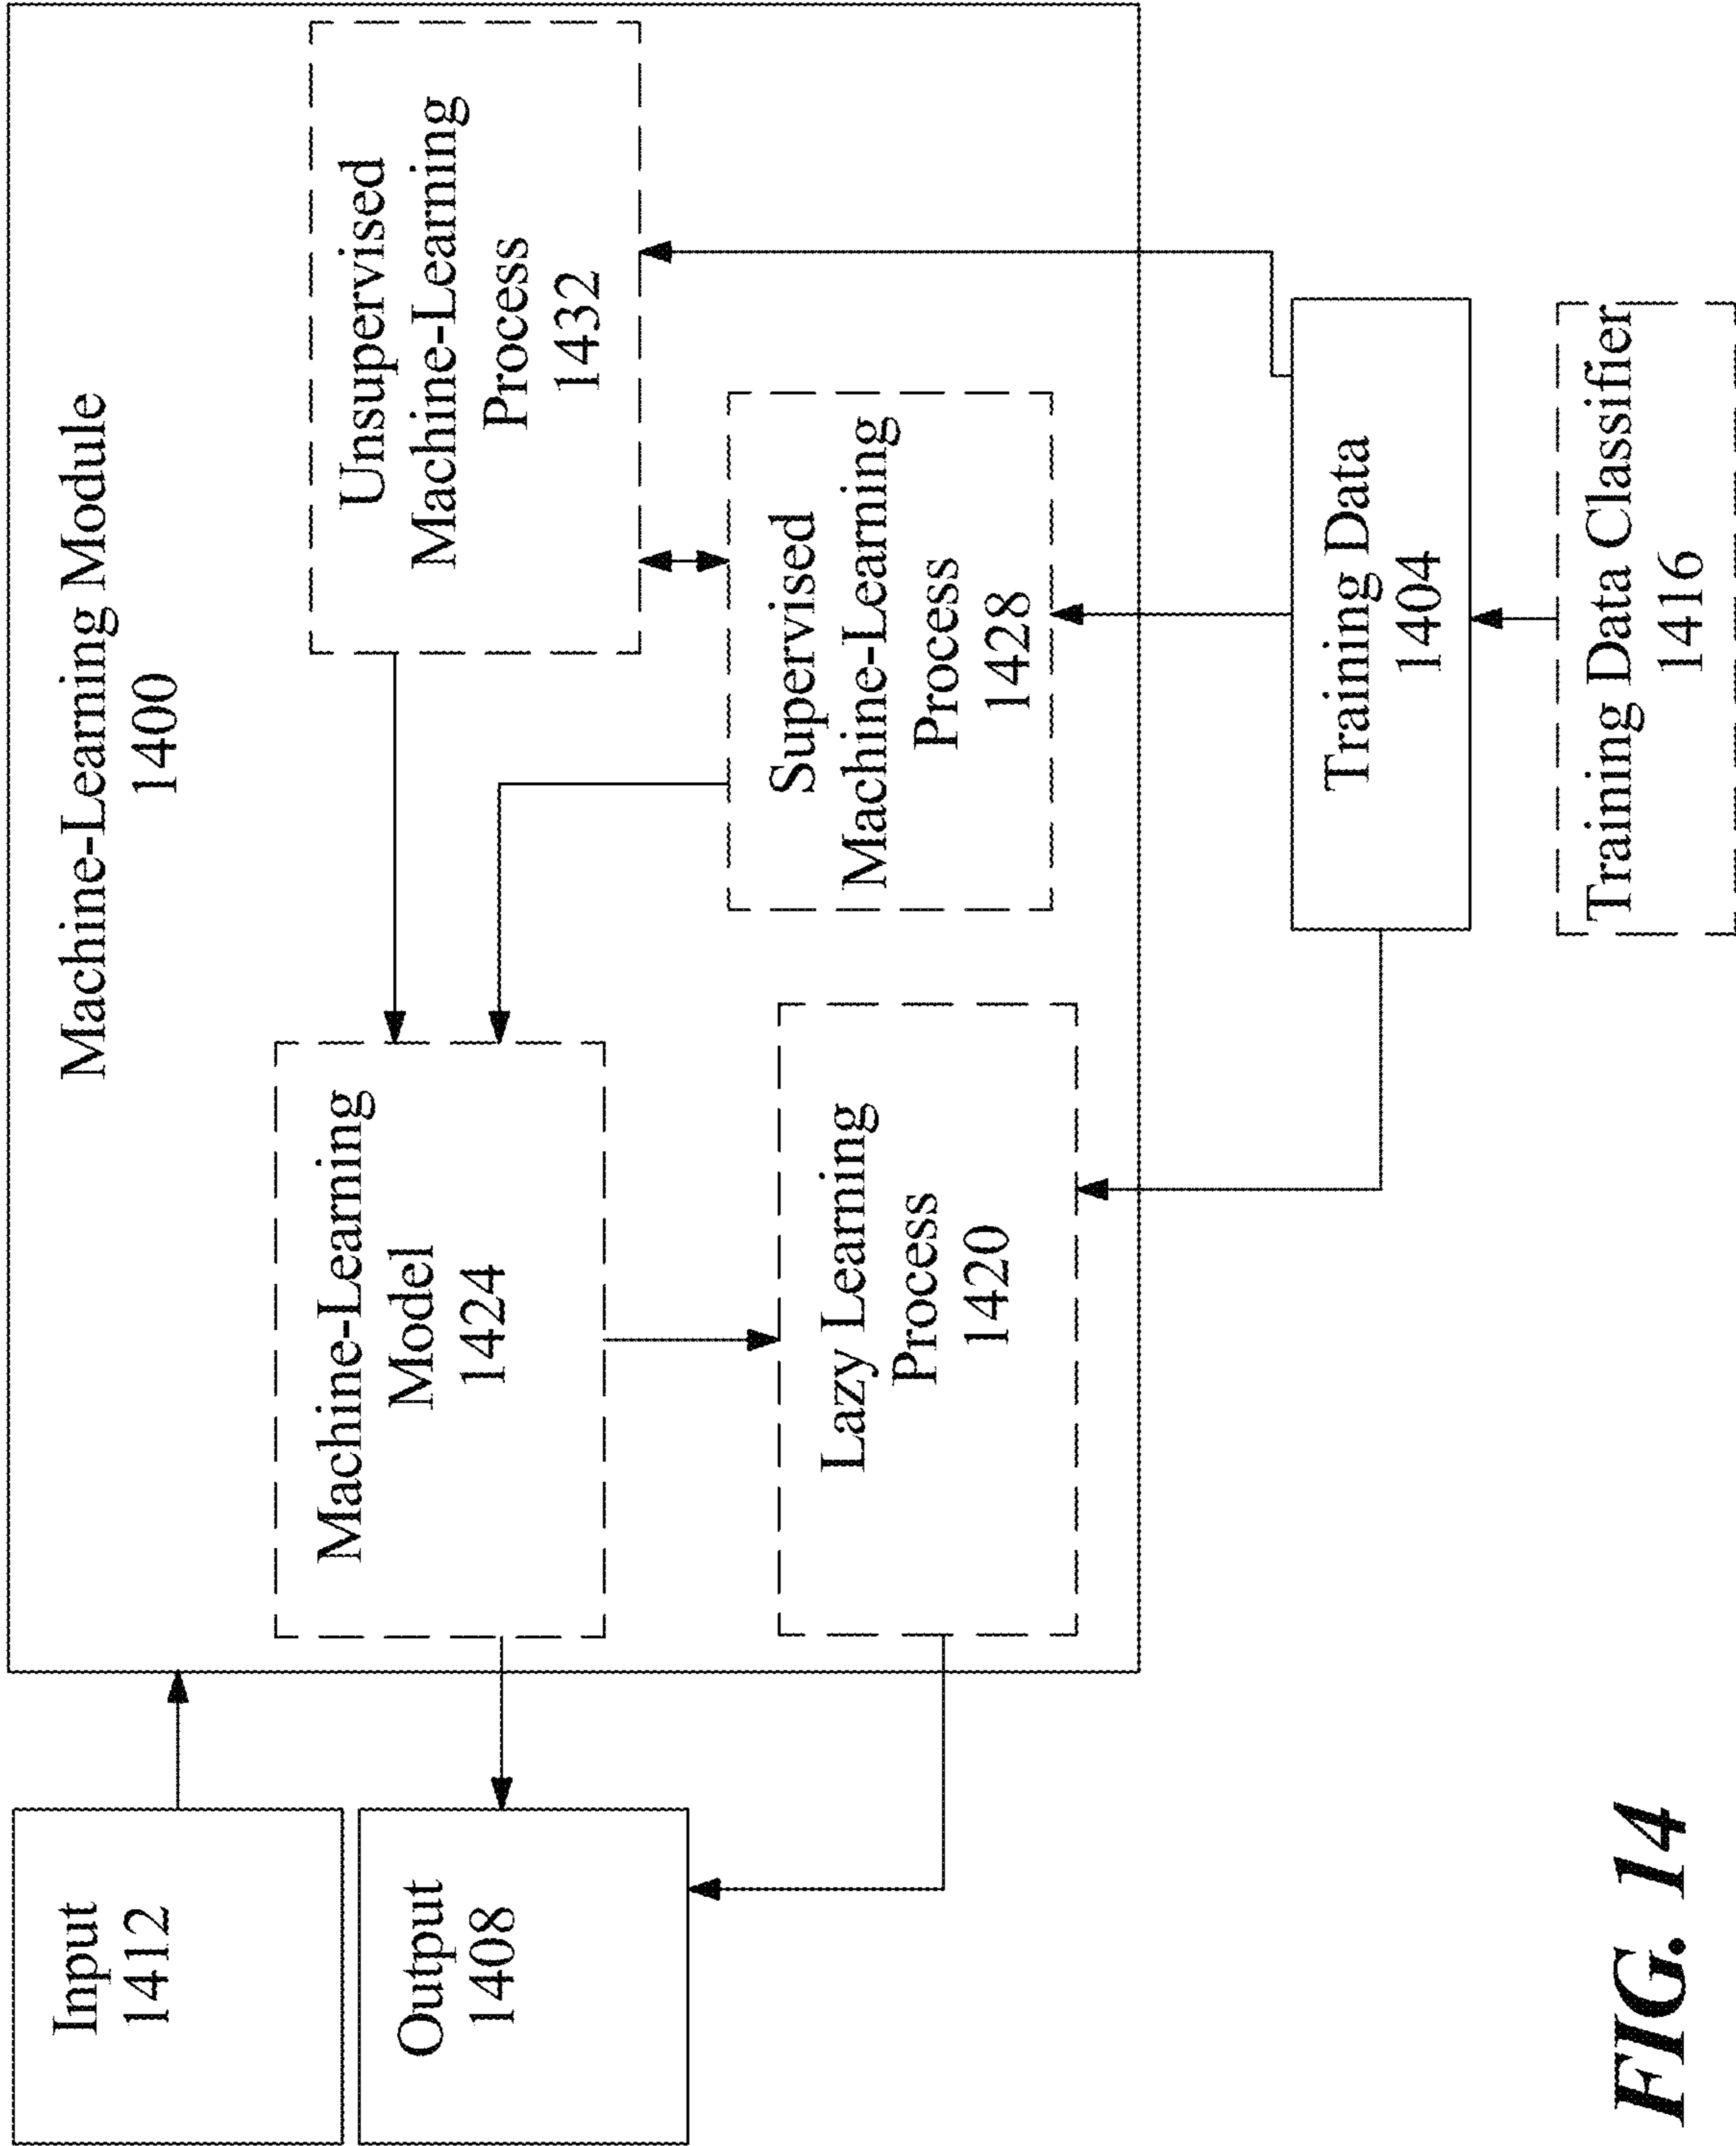 Machine-Learning Module
1400
Input
1412
Output
1408
Machine-Learning
Model
1424
Unsupervised
Machine-Learning
Process
1432
Lazy Learning
Process
1420
Supervised
Machine-Learning
Process
1428
Training Data
1404
Training Data Classifier
1416
FIG. 14